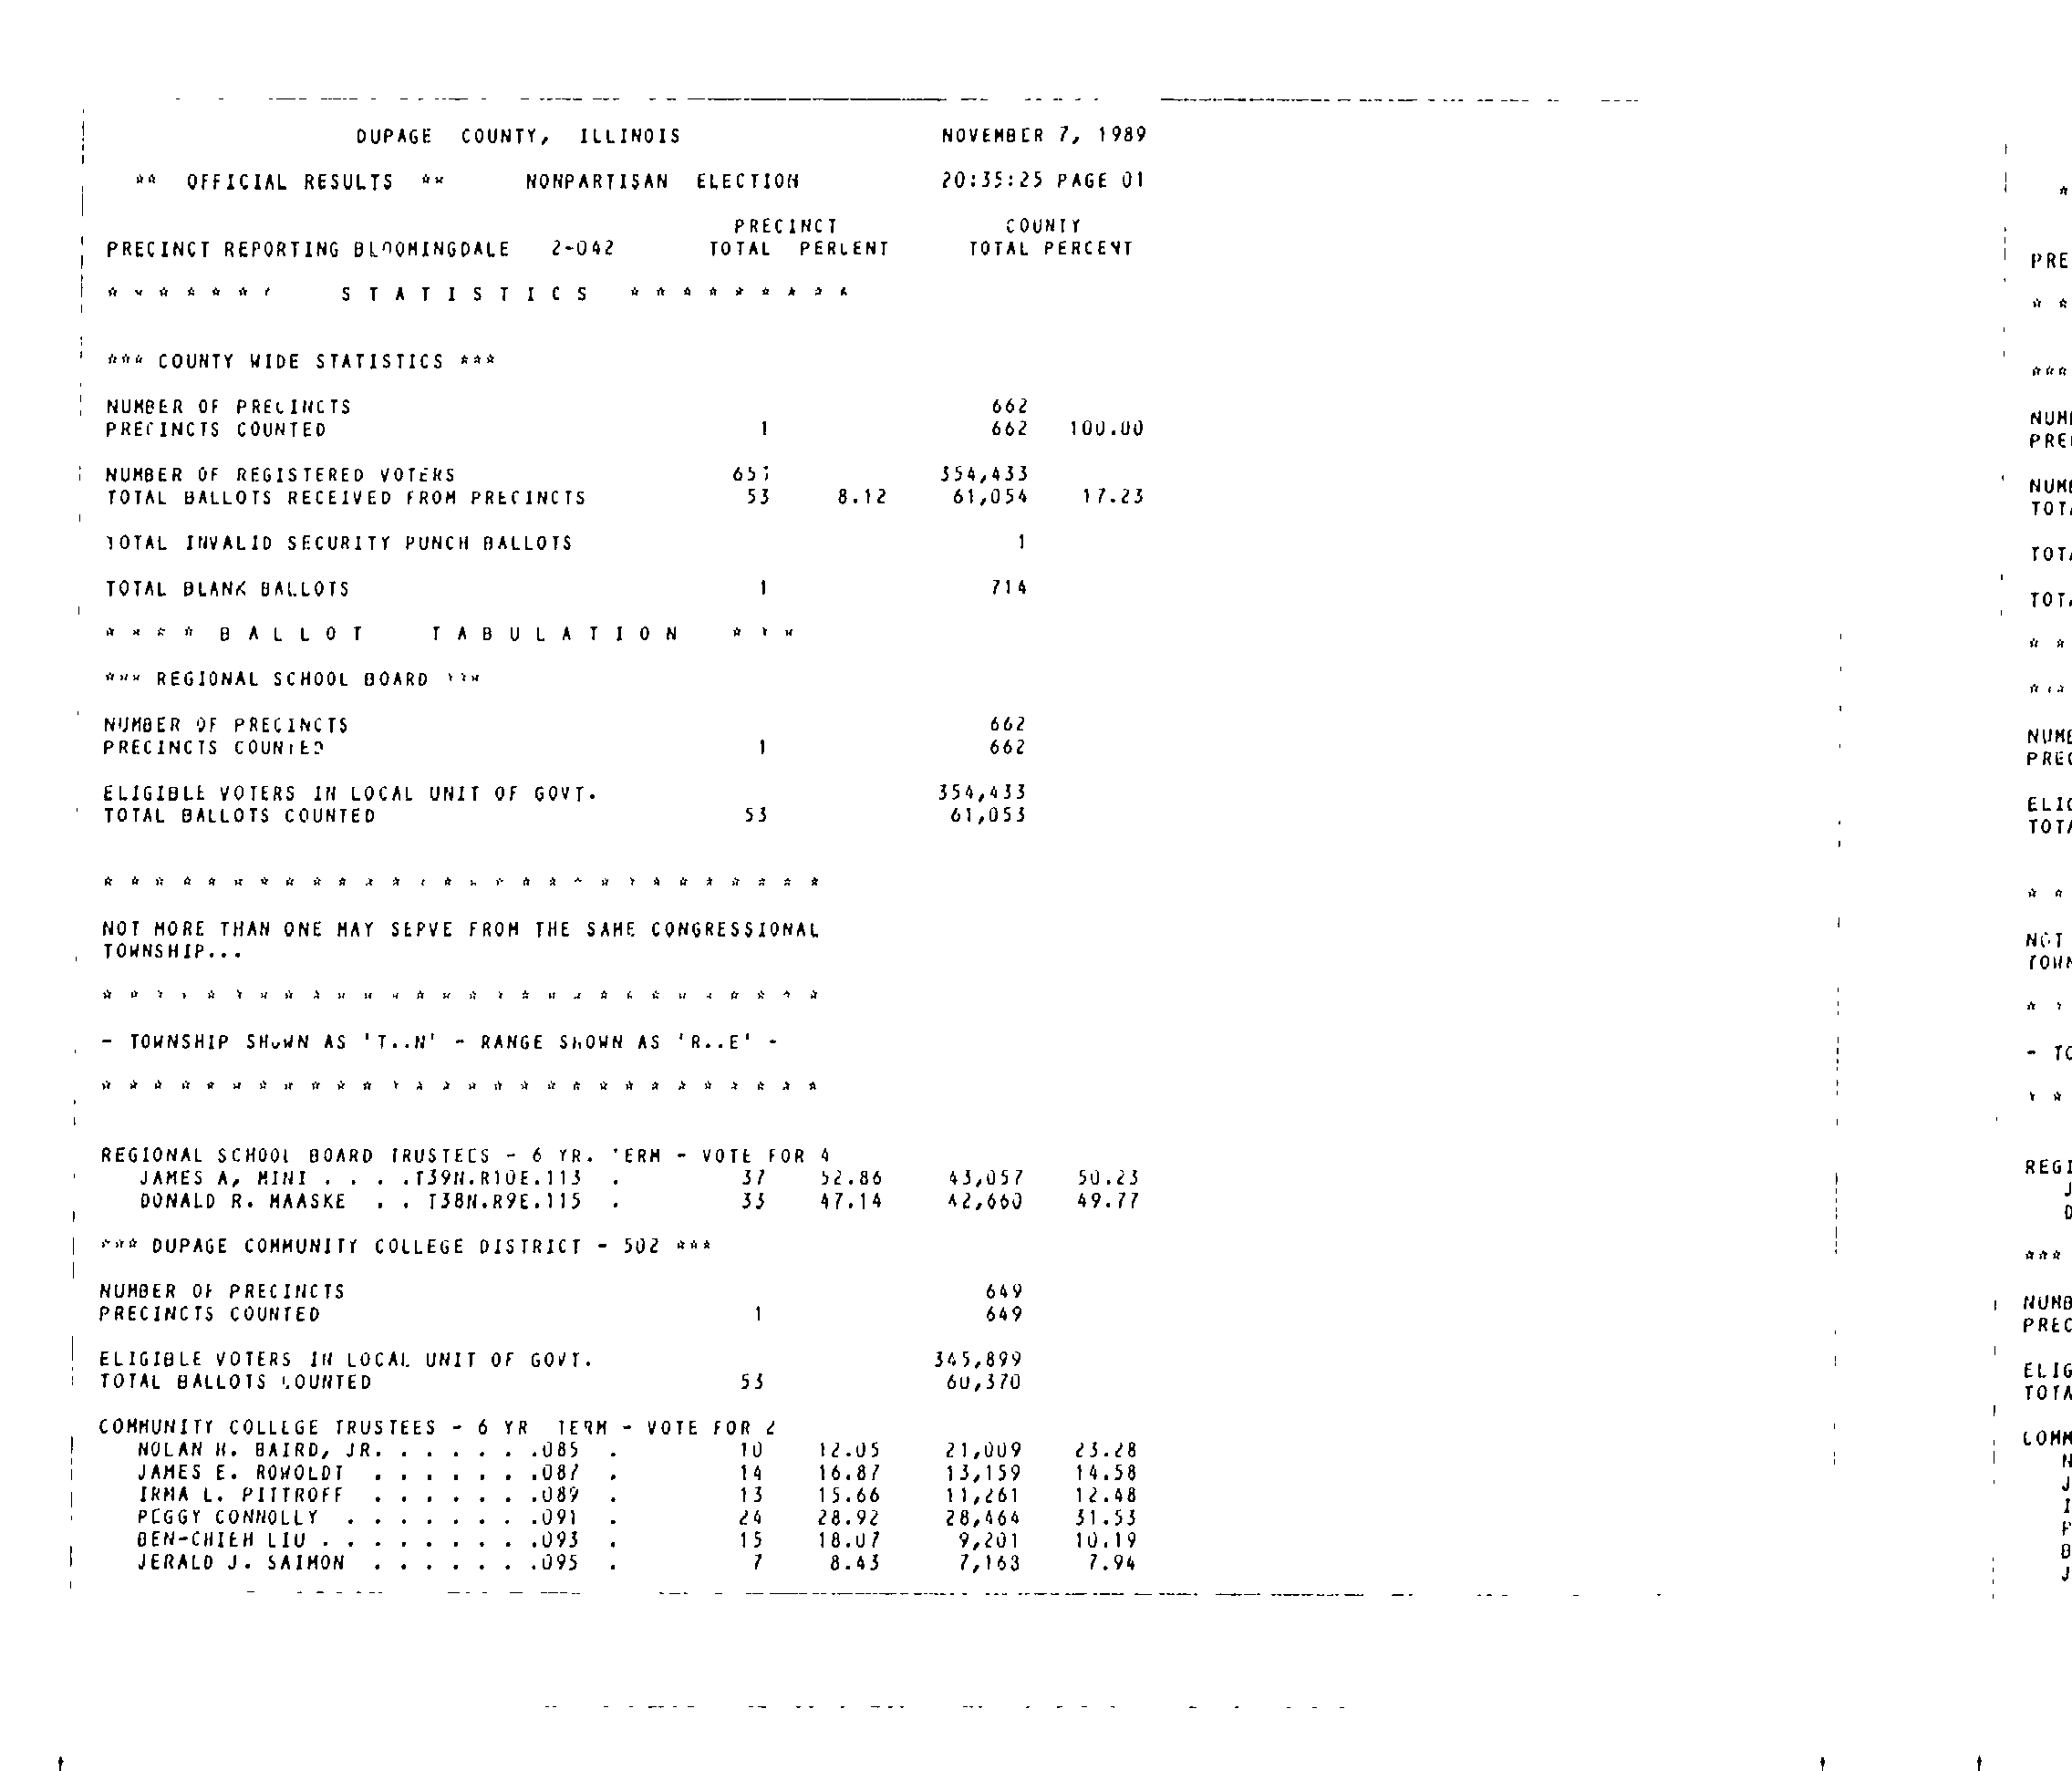 DUPAGE COUNTY, ILLINOIS NOVEMBER 7, 1989
** OFFICIAL RESULTS ** NONPARTISAN ELECTION 20:35:25 PAGE 01
PRECINCT COUNTY
PRECINCT REPORTING BLOOMINGDALE 2-042 TOTAL PERCENT TOTAL PERCENT
* * * * * * * S T A T I S T I C S * * * * * * * * *
*** COUNTY WIDE STATISTICS ***
NUMBER OF PRECINCTS 662
PRECINCTS COUNTED 1 662 100.00
NUMBER OF REGISTERED VOTERS 354,433
TOTAL BALLOTS RECEIVED FROM PRECINCTS 53 8.12 61,054 17.23
TOTAL INVALID SECURITY PUNCH BALLOTS 1
TOTAL BLANK BALLOTS 1 714
* * * * B A L L O T T A B U L A T I O N * * *
*** REGIONAL SCHOOL BOARD ***
NUMBER OF PRECINCTS 662
PRECINCTS COUNTED 1 662
ELIGIBLE VOTERS IN LOCAL UNIT OF GOVT. 354,433
TOTAL BALLOTS COUNTED 53 61,053
* * * * * * * * * * * * * * * * * * * * * * * * * * * *
NOT MORE THAN ONE MAY SERVE FROM THE SAME CONGRESSIONAL
TOWNSHIP...
* * * * * * * * * * * * * * * * * * * * * * * * * * * *
- TOWNSHIP SHOWN AS 'T..N' - RANGE SHOWN AS 'R..E' -
* * * * * * * * * * * * * * * * * * * * * * * * * * * *
REGIONAL SCHOOL BOARD TRUSTEES - 6 YR. TERM - VOTE FOR 4
JAMES A, MINI . . . .T39N.R10E.113 . 37 52.86 43,057 50.23
DONALD R. MAASKE . . T38N.R9E.115 . 33 47.14 42,660 49.77
*** DUPAGE COMMUNITY COLLEGE DISTRICT - 502 ***
NUMBER OF PRECINCTS 649
PRECINCTS COUNTED 1 649
ELIGIBLE VOTERS IN LOCAL UNIT OF GOVT. 345,899
TOTAL BALLOTS COUNTED 53 60,370
COMMUNITY COLLEGE TRUSTEES - 6 YR TERM - VOTE FOR 2
NOLAN H. BAIRD, JR. . . . . . .085 . 10 12.05 21,009 23.28
JAMES E. ROWOLDT . . . . . . .087 . 14 16.87 13,159 14.58
IRMA L. PITTROFF . . . . . . .089 . 13 15.66 11,261 12.48
PEGGY CONNOLLY . . . . . . . .091 . 24 28.92 28,464 31.53
BEN-CHIEH LIU . . . . . . . . .093 . 15 18.07 9,201 10.19
JERALD J. SAIMON . . . . . . .095 . 7 8.43 7,163 7.94